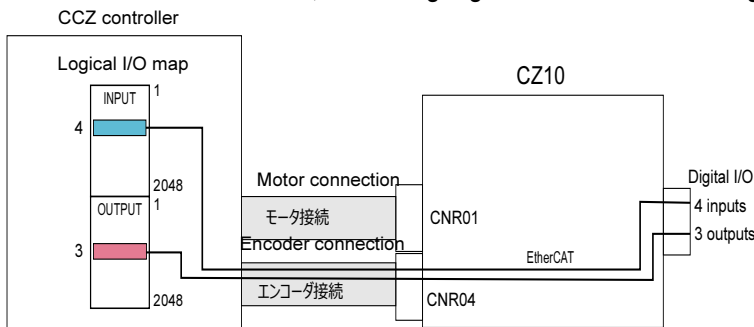 CCZ controller
Logical I/O map
INPUT
1
4
2048
OUTPUT
1
3
2048
Motor connection
モータ接続
Encoder connection
エンコーダ接続
CZ10
CNR01
EtherCAT
CNR04
Digital I/O
4 inputs
3 outputs